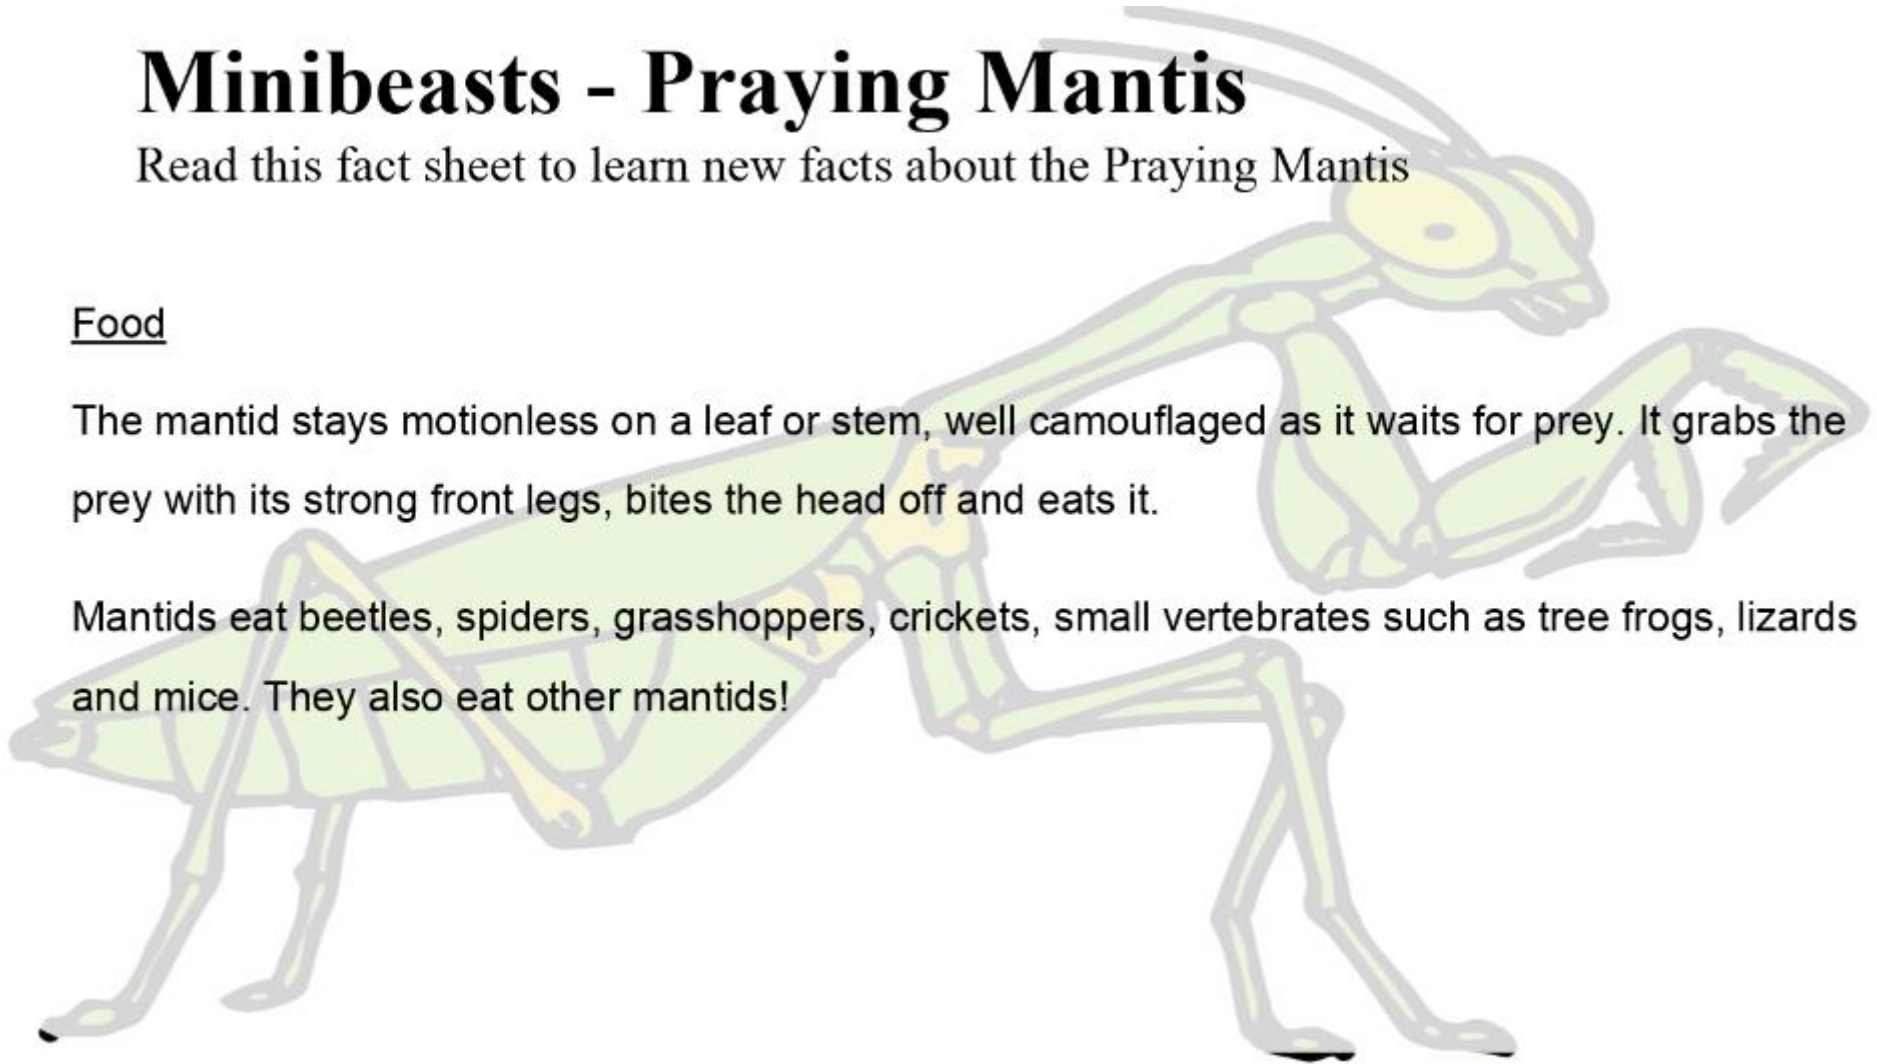 Minibeasts - Praying Mantis
Read this fact sheet to learn new facts about the Praying Mantis
Food
The mantid stays motionless on a leaf or stem, well camouflaged as it waits for prey. It grabs the
prey with its strong front legs, bites the head off and eats it.
Mantids eat beetles, spiders, grasshoppers, crickets, small vertebrates such as tree frogs, lizards
and mice. They also eat other mantids!